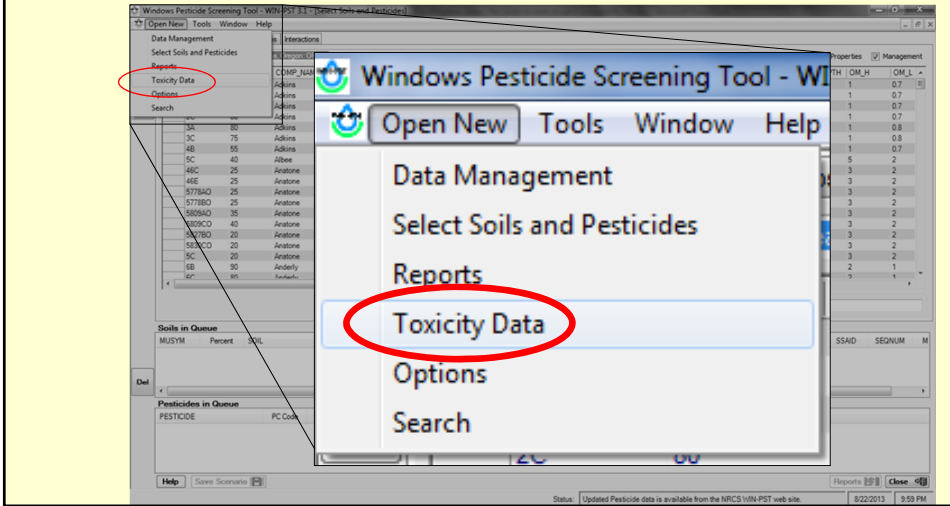 Windows Pesticide Screening Tool - WIN-PST 3.1 - [Select Soils and Pesticides]
Open New Tools Window Help
Data Management
Select Soils and Pesticides
Reports
Toxicity Data
Options
Search
Interactions
Properties Management
COMP_NAM
OM_H OM_L
Adkins 1 0.7
Adkins 1 0.7
Adkins 1 0.7
Adkins 1 0.7
3A 80 Adkins 1 0.8
3C 75 Adkins 1 0.8
4B 55 Adkins 1 0.7
5C 40 Albee 5 2
46C 25 Anatone 3 2
46E 25 Anatone 3 2
5778AO 25 Anatone 3 2
5778BO 25 Anatone 3 2
5809AO 35 Anatone 3 2
5809CO 40 Anatone 3 2
5827BO 20 Anatone 3 2
20 Anatone 3 2
5C 20 Anatone 3 2
6B 90 Anderly 2 1
6C 80 Anderly 2 1
Windows Pesticide Screening Tool - WI
Open New Tools Window Help
Data Management
Select Soils and Pesticides
Reports
Toxicity Data
Options
Search
2C 60
Soils in Queue
MUSYM Percent SOIL SSAID SEQNUM M
Del
Pesticides in Queue
PESTICIDE PC Code
Help Save Scenario Reports Close
Status: Updated Pesticide data is available from the NRCS WIN-PST web site. 8/22/2013 9:59 PM